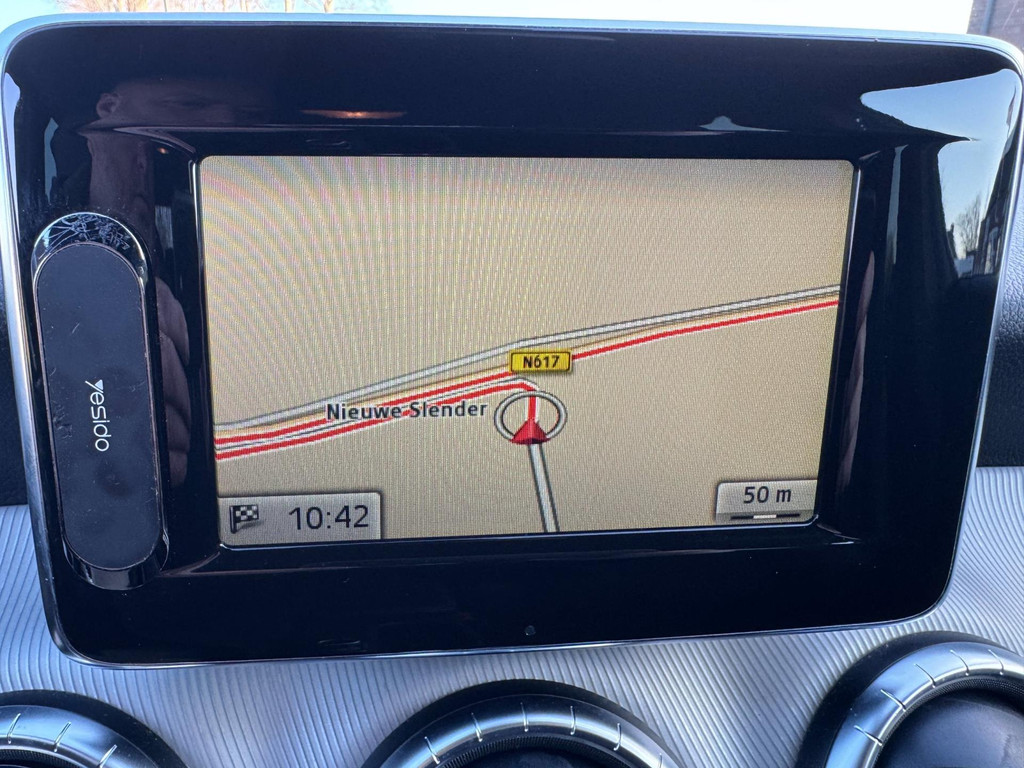 N617
Nieuwe Slender
10:42
50 m
yesido